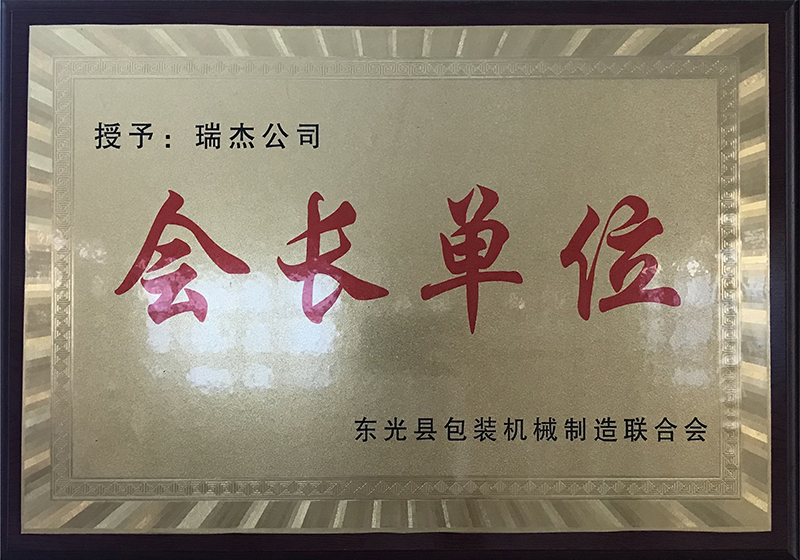 授予：瑞杰公司
会长单位
东光县包装机械制造联合会